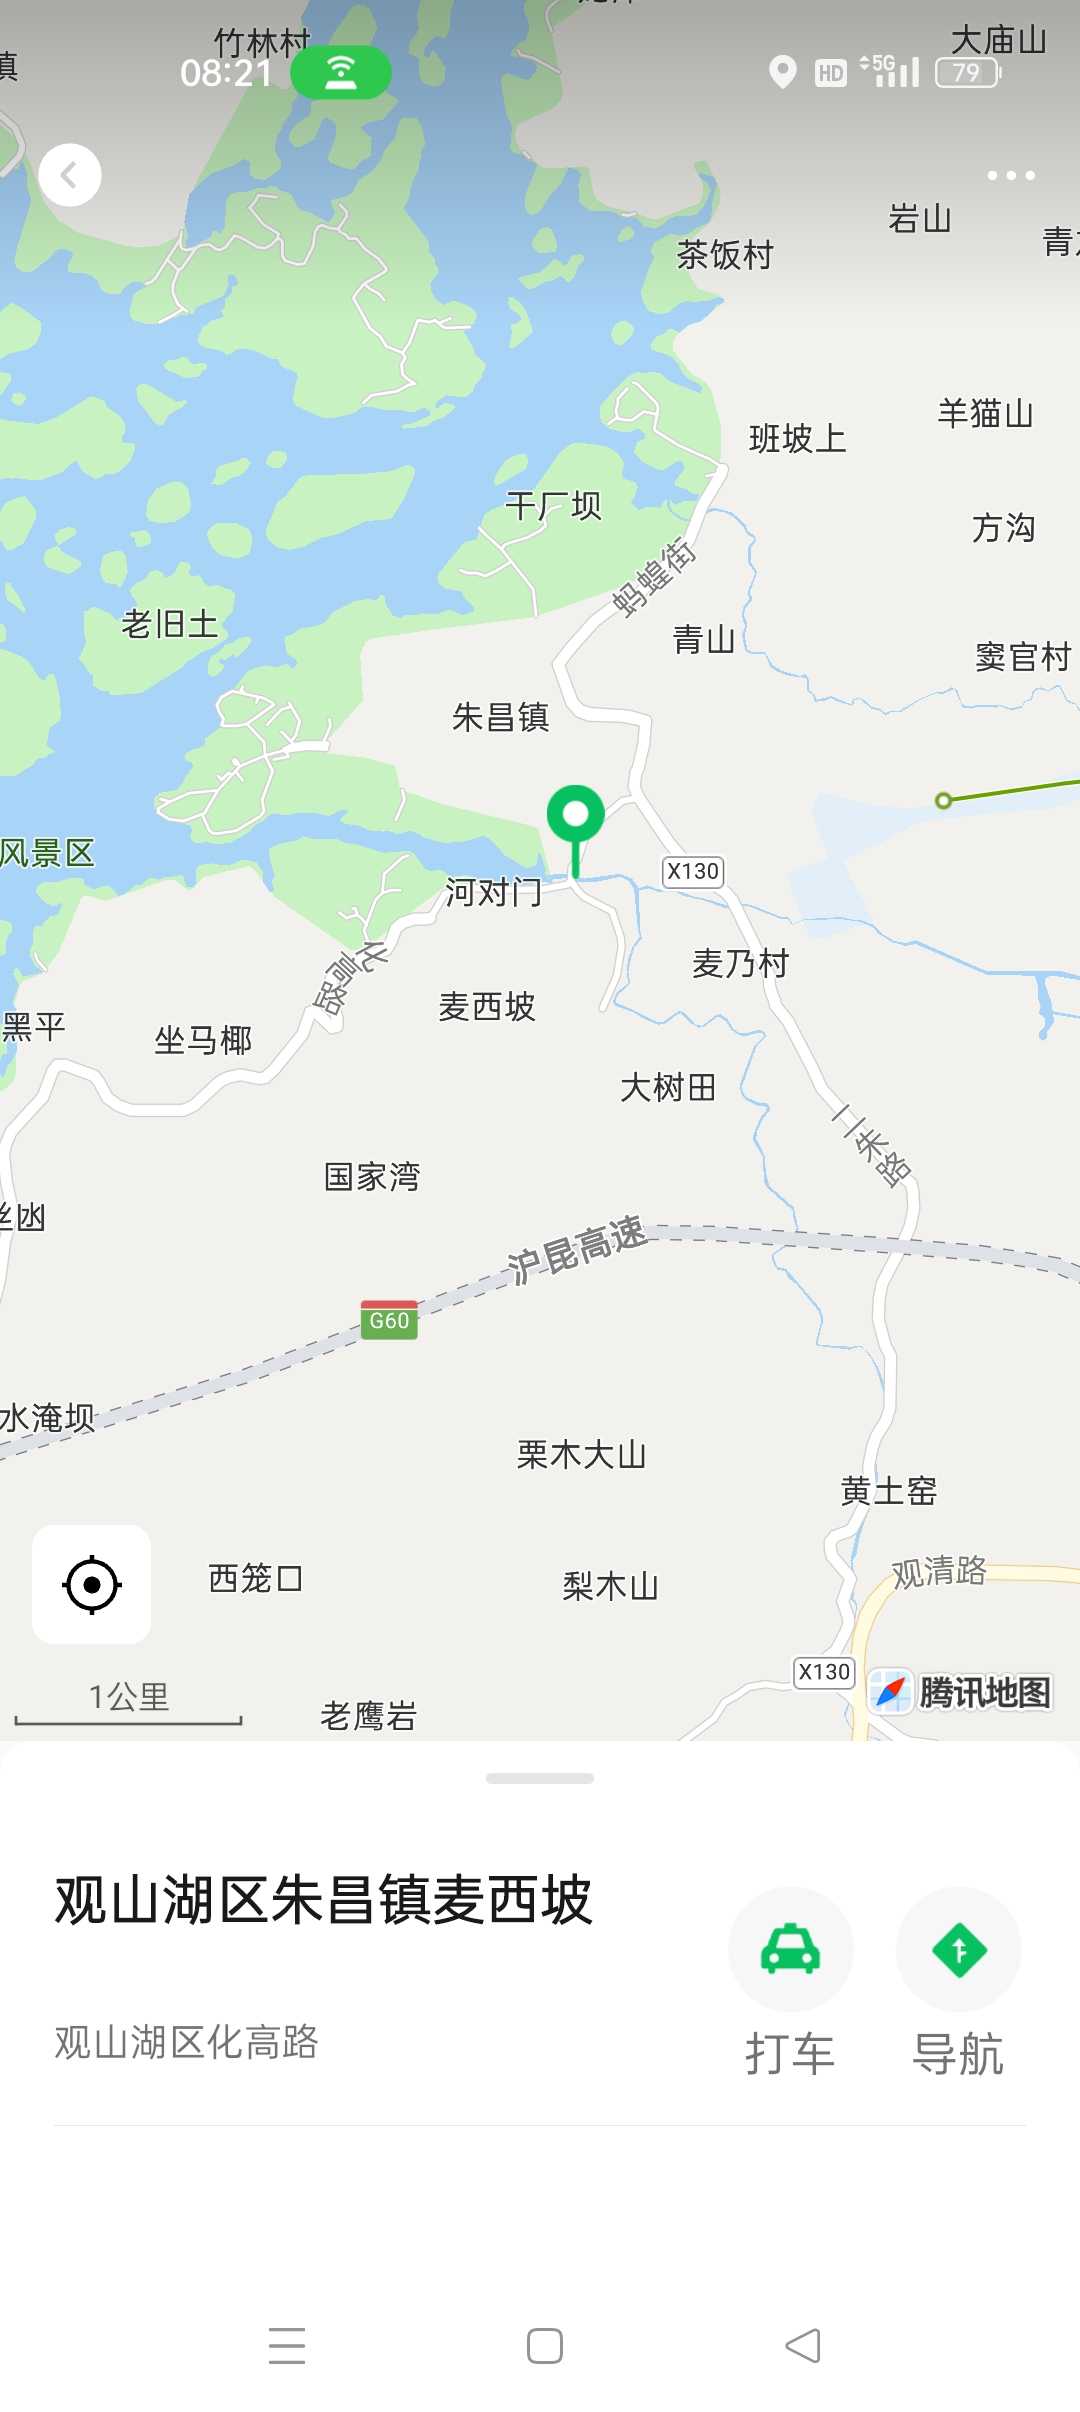 竹林村
大庙山
镇
08:21
HD
5G
79
岩山
茶饭村
羊猫山
班坡上
干厂坝
方沟
蚂蝗街
老旧土
青山
窦官村
朱昌镇
风景区
X130
河对门
化高路
麦乃村
麦西坡
黑平
坐马椰
大树田
二朱路
国家湾
沪昆高速
G60
水淹坝
栗木大山
黄土窑
观清路
西笼口
梨木山
X130
1公里
腾讯地图
老鹰岩
观山湖区朱昌镇麦西坡
观山湖区化高路
打车
导航